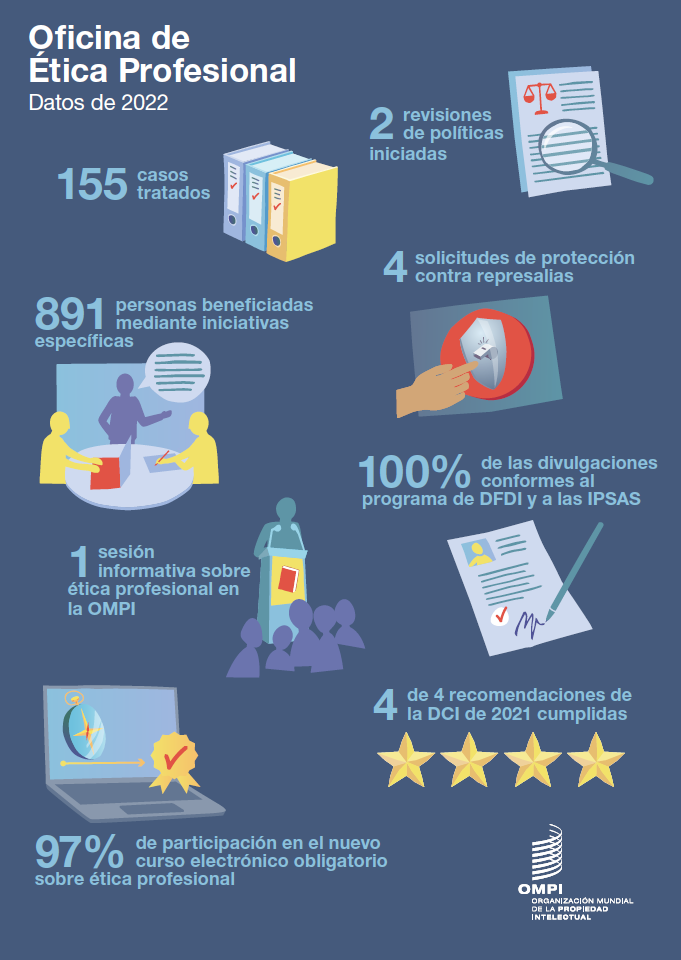 Oficina de
Ética Profesional
Datos de 2022
155 casos
tratados
2 revisiones
de políticas
iniciadas
4 solicitudes de protección
contra represalias
891 personas beneficiadas
mediante iniciativas
específicas
100% de las divulgaciones
conformes al
programa de DFDI y a las IPSAS
1 sesión
informativa sobre
ética profesional en
la OMPI
4 de 4 recomendaciones de
la DCI de 2021 cumplidas
97% de participación en el nuevo
curso electrónico obligatorio
sobre ética profesional
OMPI
ORGANIZACIÓN MUNDIAL
DE LA PROPIEDAD
INTELECTUAL